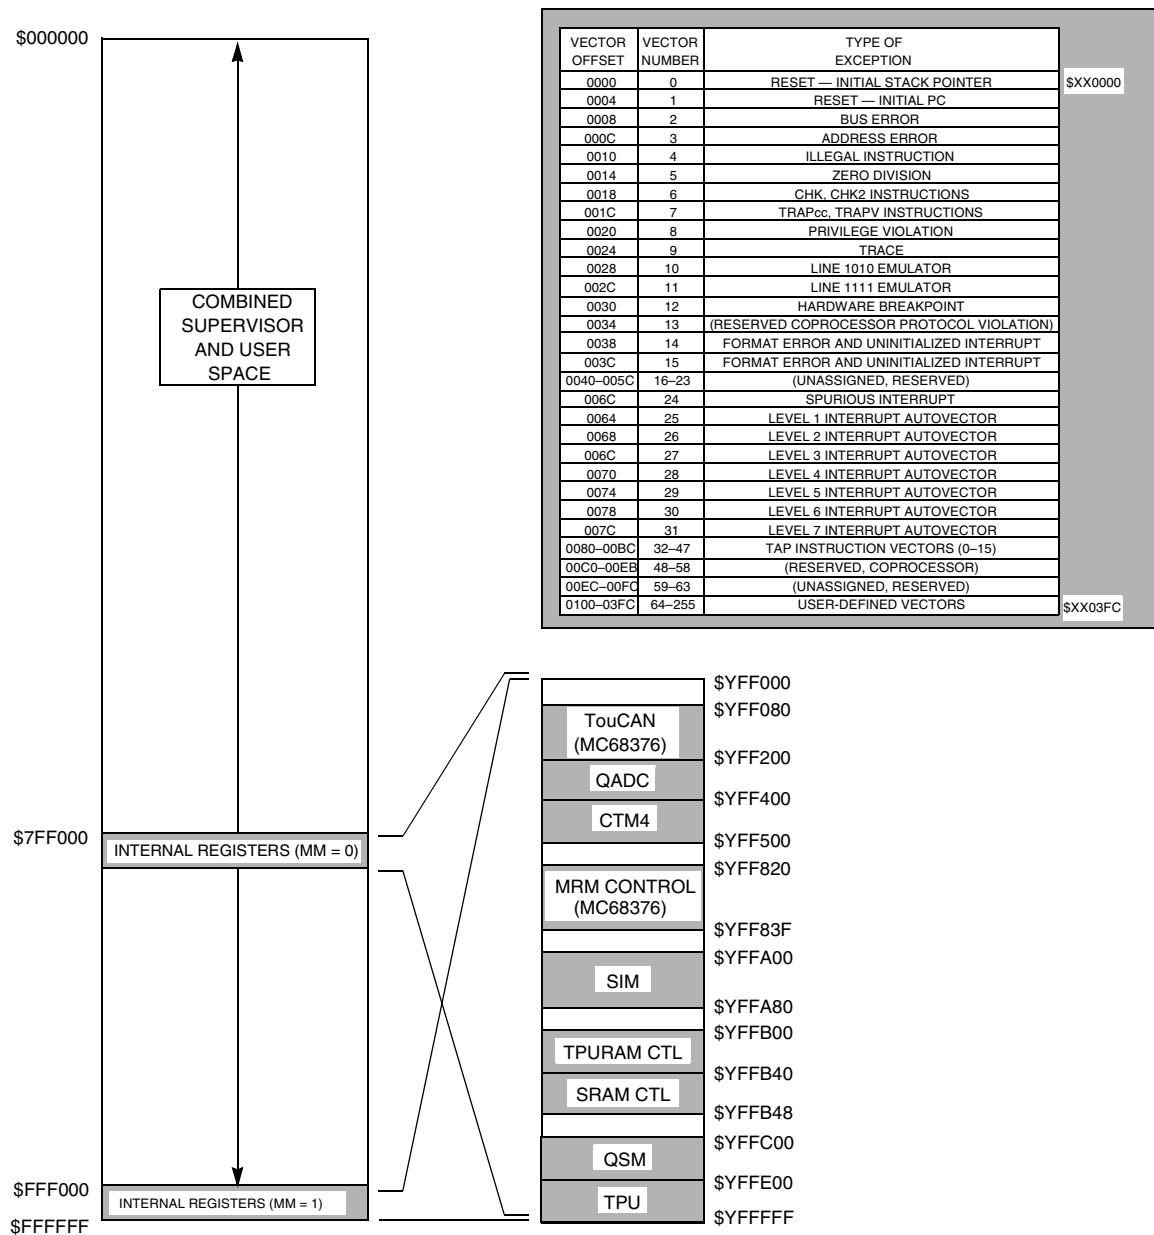 $000000
COMBINED
SUPERVISOR
AND USER
SPACE
$7FF000
INTERNAL REGISTERS (MM = 0)
$FFF000
INTERNAL REGISTERS (MM = 1)
$FFFFFF
VECTOR OFFSET VECTOR NUMBER TYPE OF EXCEPTION
0000 0 RESET — INITIAL STACK POINTER $XX0000
0004 1 RESET — INITIAL PC
0008 2 BUS ERROR
000C 3 ADDRESS ERROR
0010 4 ILLEGAL INSTRUCTION
0014 5 ZERO DIVISION
0018 6 CHK, CHK2 INSTRUCTIONS
001C 7 TRAPcc, TRAPV INSTRUCTIONS
0020 8 PRIVILEGE VIOLATION
0024 9 TRACE
0028 10 LINE 1010 EMULATOR
002C 11 LINE 1111 EMULATOR
0030 12 HARDWARE BREAKPOINT
0034 13 (RESERVED COPROCESSOR PROTOCOL VIOLATION)
0038 14 FORMAT ERROR AND UNINITIALIZED INTERRUPT
003C 15 FORMAT ERROR AND UNINITIALIZED INTERRUPT
0040–005C 16–23 (UNASSIGNED, RESERVED)
006C 24 SPURIOUS INTERRUPT
0064 25 LEVEL 1 INTERRUPT AUTOVECTOR
0068 26 LEVEL 2 INTERRUPT AUTOVECTOR
006C 27 LEVEL 3 INTERRUPT AUTOVECTOR
0070 28 LEVEL 4 INTERRUPT AUTOVECTOR
0074 29 LEVEL 5 INTERRUPT AUTOVECTOR
0078 30 LEVEL 6 INTERRUPT AUTOVECTOR
007C 31 LEVEL 7 INTERRUPT AUTOVECTOR
0080–00BC 32–47 TAP INSTRUCTION VECTORS (0–15)
00C0–00EB 48–58 (RESERVED, COPROCESSOR)
00EC–00FC 59–63 (UNASSIGNED, RESERVED)
0100–03FC 64–255 USER-DEFINED VECTORS $XX03FC
$YFF000
$YFF080
TouCAN
(MC68376)
$YFF200
QADC
$YFF400
CTM4
$YFF500
$YFF820
MRM CONTROL
(MC68376)
$YFF83F
$YFFA00
SIM
$YFFA80
$YFFB00
TPURAM CTL
$YFFB40
SRAM CTL
$YFFB48
$YFFC00
QSM
$YFFE00
TPU
$YFFFFF